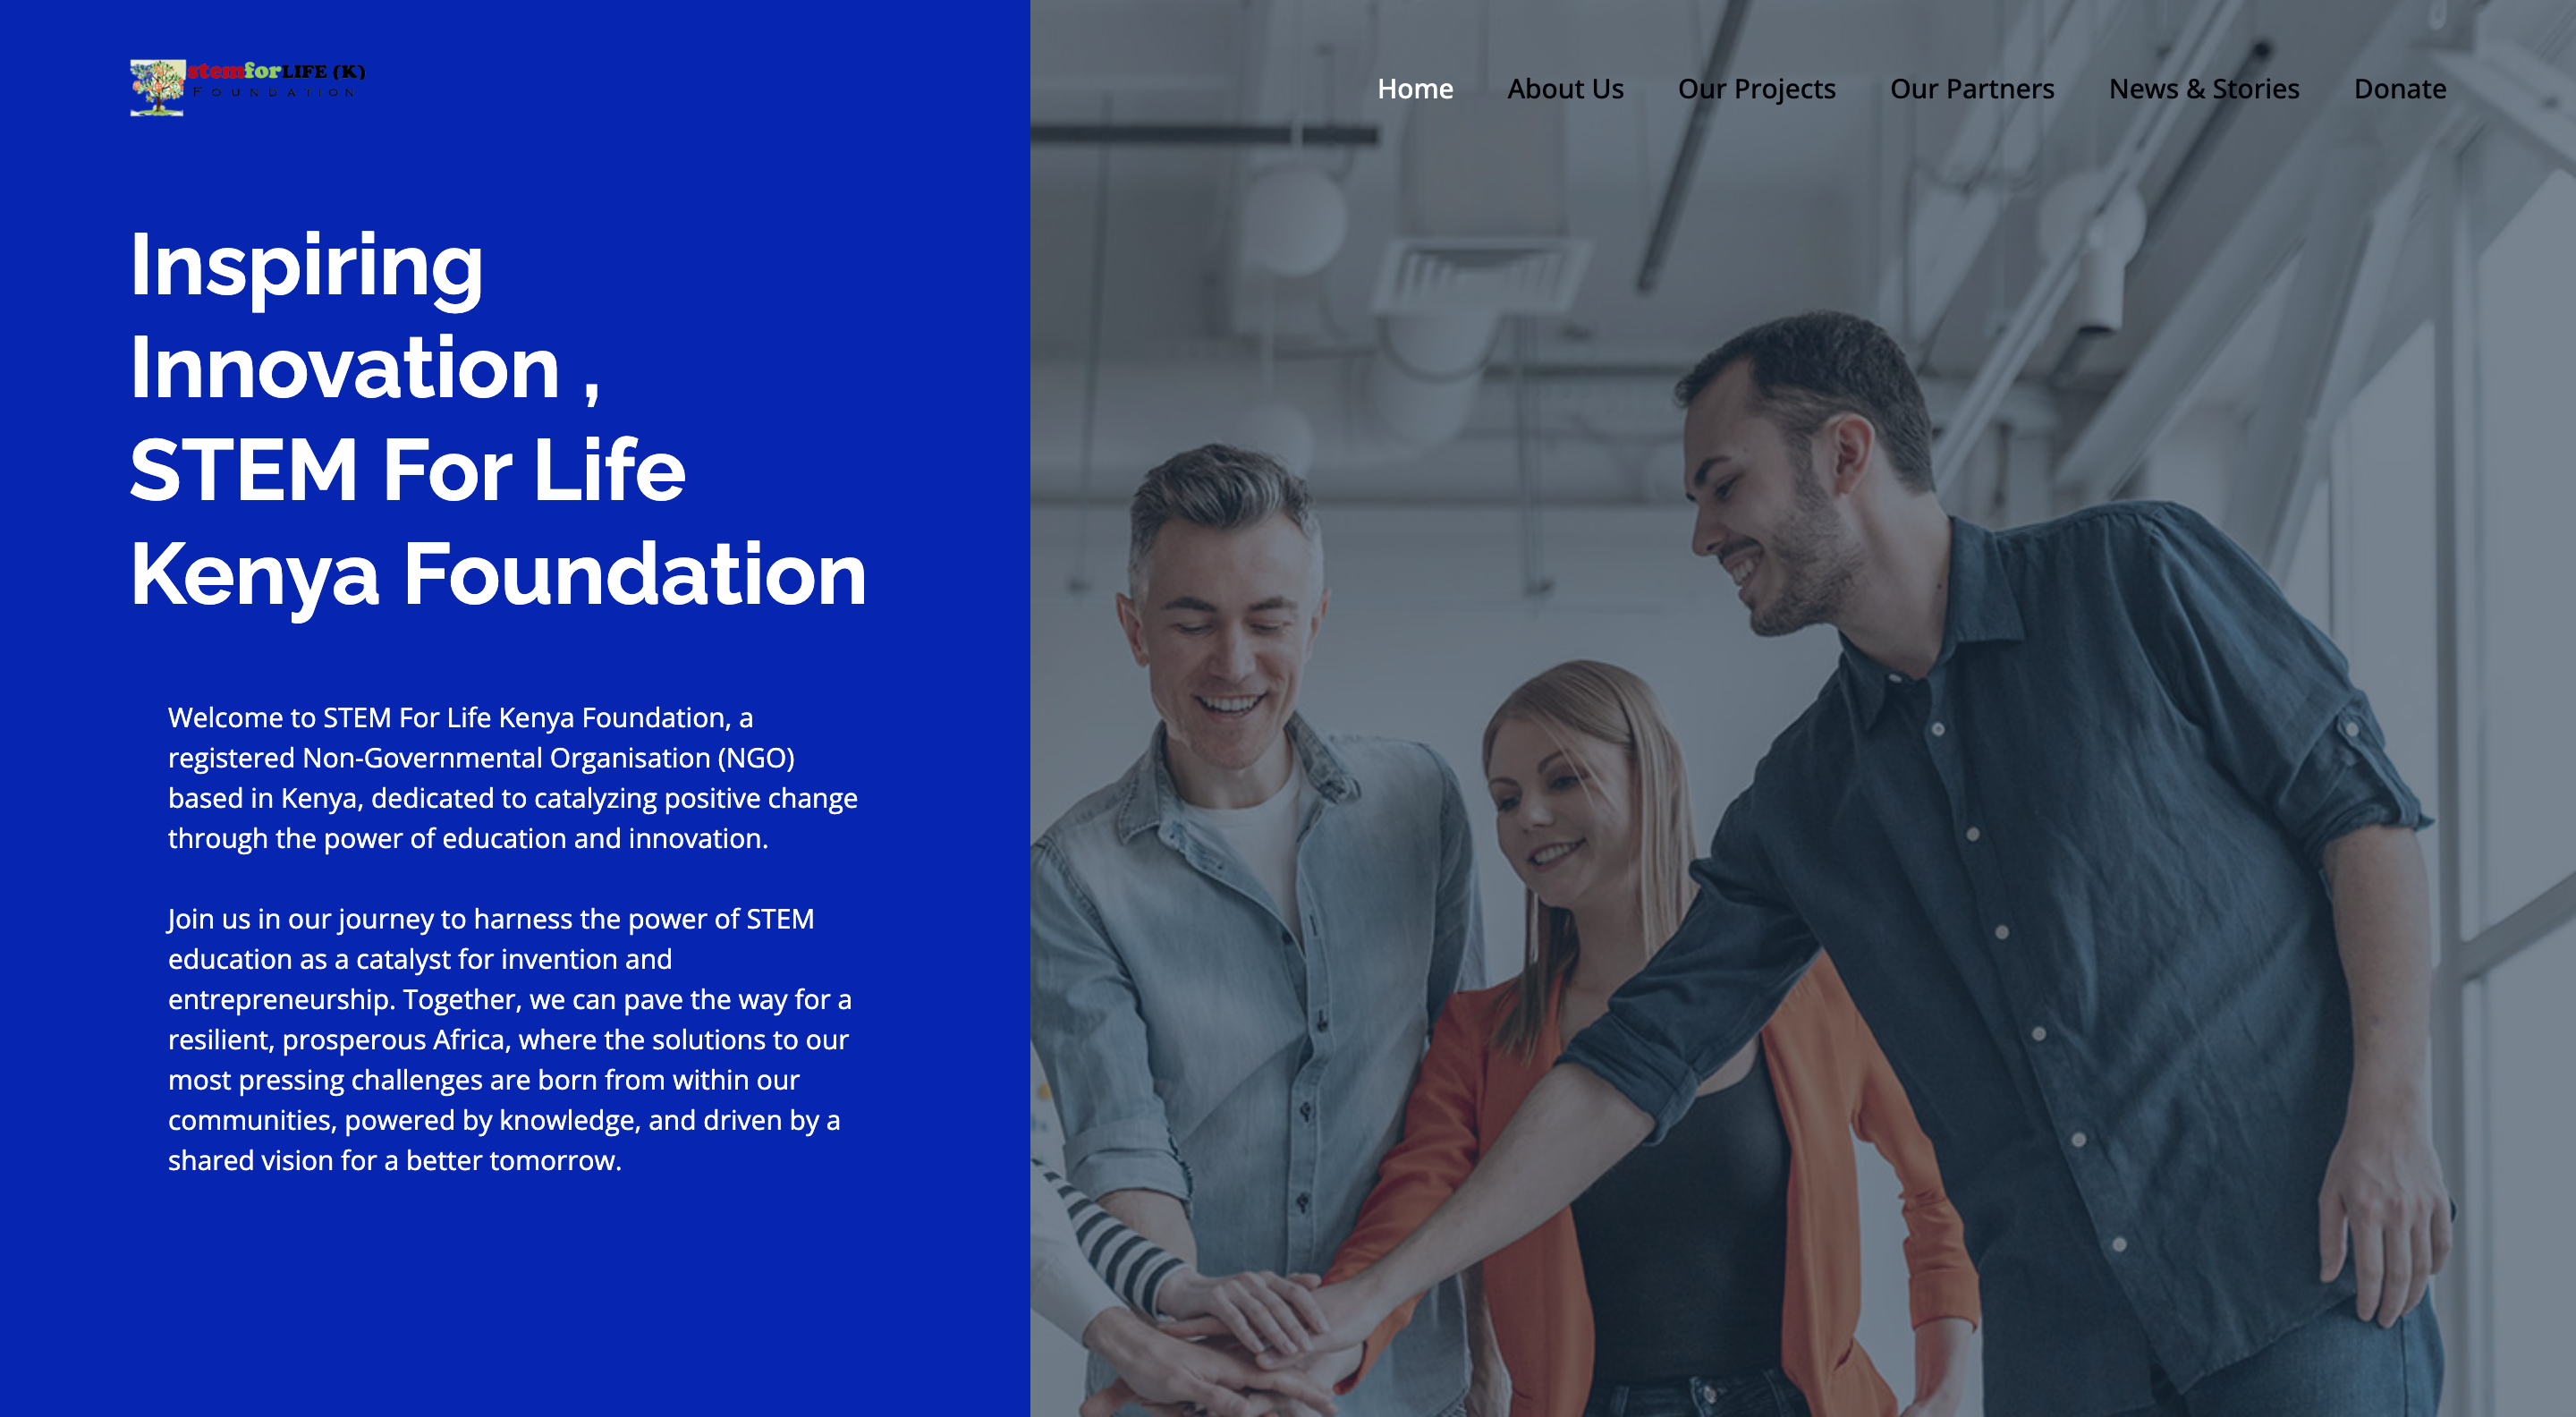 stemforLIFE (K)
FOUNDATION
Home About Us Our Projects Our Partners News & Stories Donate
Inspiring
Innovation ,
STEM For Life
Kenya Foundation
Welcome to STEM For Life Kenya Foundation, a
registered Non-Governmental Organisation (NGO)
based in Kenya, dedicated to catalyzing positive change
through the power of education and innovation.
Join us in our journey to harness the power of STEM
education as a catalyst for invention and
entrepreneurship. Together, we can pave the way for a
resilient, prosperous Africa, where the solutions to our
most pressing challenges are born from within our
communities, powered by knowledge, and driven by a
shared vision for a better tomorrow.